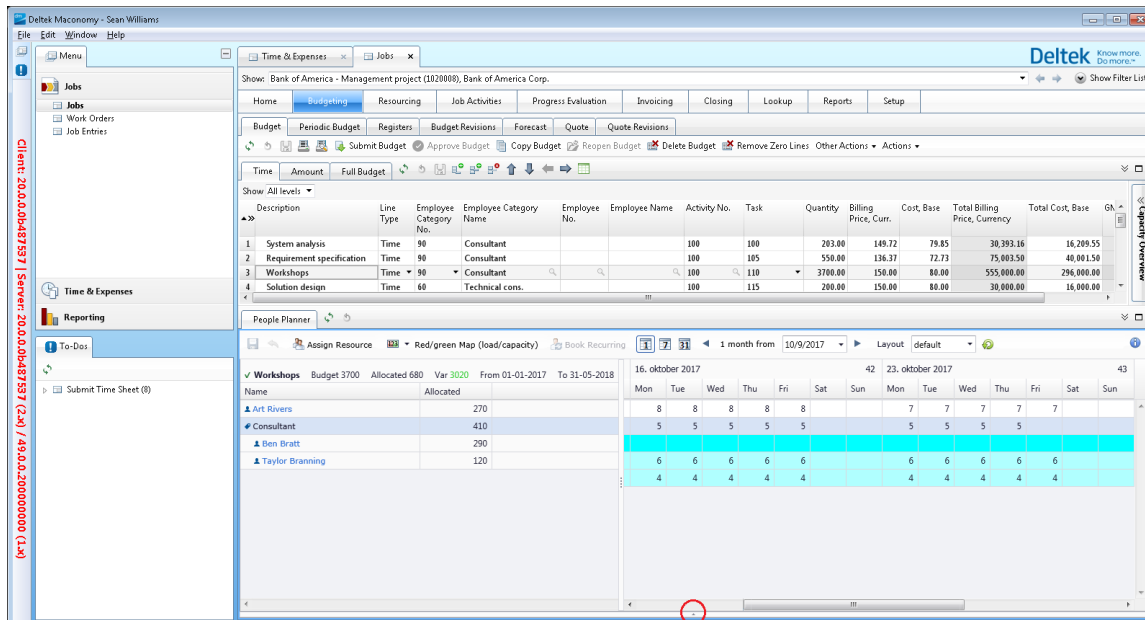 Deltek Maconomy - Sean Williams
File Edit Window Help
Menu
Jobs
Jobs
Work Orders
Job Entries
Time & Expenses
Reporting
To-Dos
Submit Time Sheet (8)
Client: 20.0.0.0b487537 | Server: 20.0.0.0b487537 (2.x) / 49.0.0.200000000 (1.x)
Time & Expenses Jobs
Deltek Know more. Do more.™
Show: Bank of America - Management project (1020008), Bank of America Corp. Show Filter List
Home Budgeting Resourcing Job Activities Progress Evaluation Invoicing Closing Lookup Reports Setup
Budget Periodic Budget Registers Budget Revisions Forecast Quote Quote Revisions
Submit Budget Approve Budget Copy Budget Reopen Budget Delete Budget Remove Zero Lines Other Actions Actions
Time Amount Full Budget
Show All levels
Description Line Type Employee Category No. Employee Category Name Employee No. Employee Name Activity No. Task Quantity Billing Price, Curr. Cost, Base Total Billing Price, Currency Total Cost, Base
1 System analysis Time 90 Consultant 100 100 203.00 149.72 79.85 30,393.16 16,209.55
2 Requirement specification Time 90 Consultant 100 105 550.00 136.37 72.73 75,003.50 40,001.50
3 Workshops Time 90 Consultant 100 110 3700.00 150.00 80.00 555,000.00 296,000.00
4 Solution design Time 60 Technical cons. 100 115 200.00 150.00 80.00 30,000.00 16,000.00
Capacity Overview
People Planner
Assign Resource Red/green Map (load/capacity) Book Recurring 1 7 31 1 month from 10/9/2017 Layout default
Workshops Budget 3700 Allocated 680 Var 3020 From 01-01-2017 To 31-05-2018 16. oktober 2017 42 23. oktober 2017 43
Name Allocated Mon Tue Wed Thu Fri Sat Sun Mon Tue Wed Thu Fri Sat Sun
Art Rivers 270 8 8 8 8 8 7 7 7 7 7
Consultant 410 5 5 5 5 5 5 5 5 5
Ben Bratt 290
Taylor Branning 120 6 6 6 6 6 6 6 6 6 6
4 4 4 4 4 4 4 4 4 4